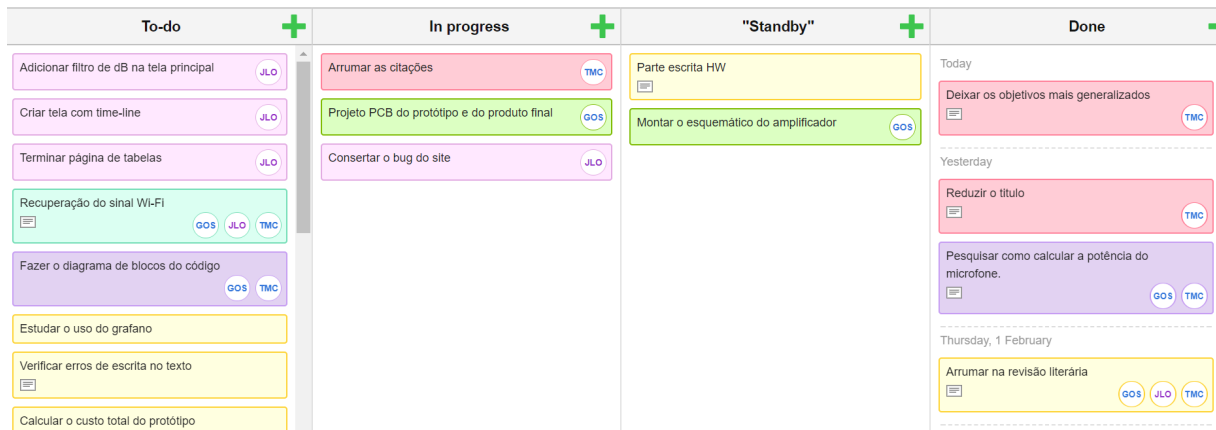 To-do
Adicionar filtro de dB na tela principal
JLO
Criar tela com time-line
JLO
Terminar página de tabelas
JLO
Recuperação do sinal Wi-Fi
GOS JLO TMC
Fazer o diagrama de blocos do código
GOS TMC
Estudar o uso do grafano
Verificar erros de escrita no texto
Calcular o custo total do protótipo
In progress
Arrumar as citações
TMC
Projeto PCB do protótipo e do produto final
GOS
Consertar o bug do site
JLO
"Standby"
Parte escrita HW
Montar o esquemático do amplificador
GOS
Done
Today
Deixar os objetivos mais generalizados
TMC
Yesterday
Reduzir o titulo
TMC
Pesquisar como calcular a potência do
microfone.
GOS TMC
Thursday, 1 February
Arrumar na revisão literária
GOS JLO TMC